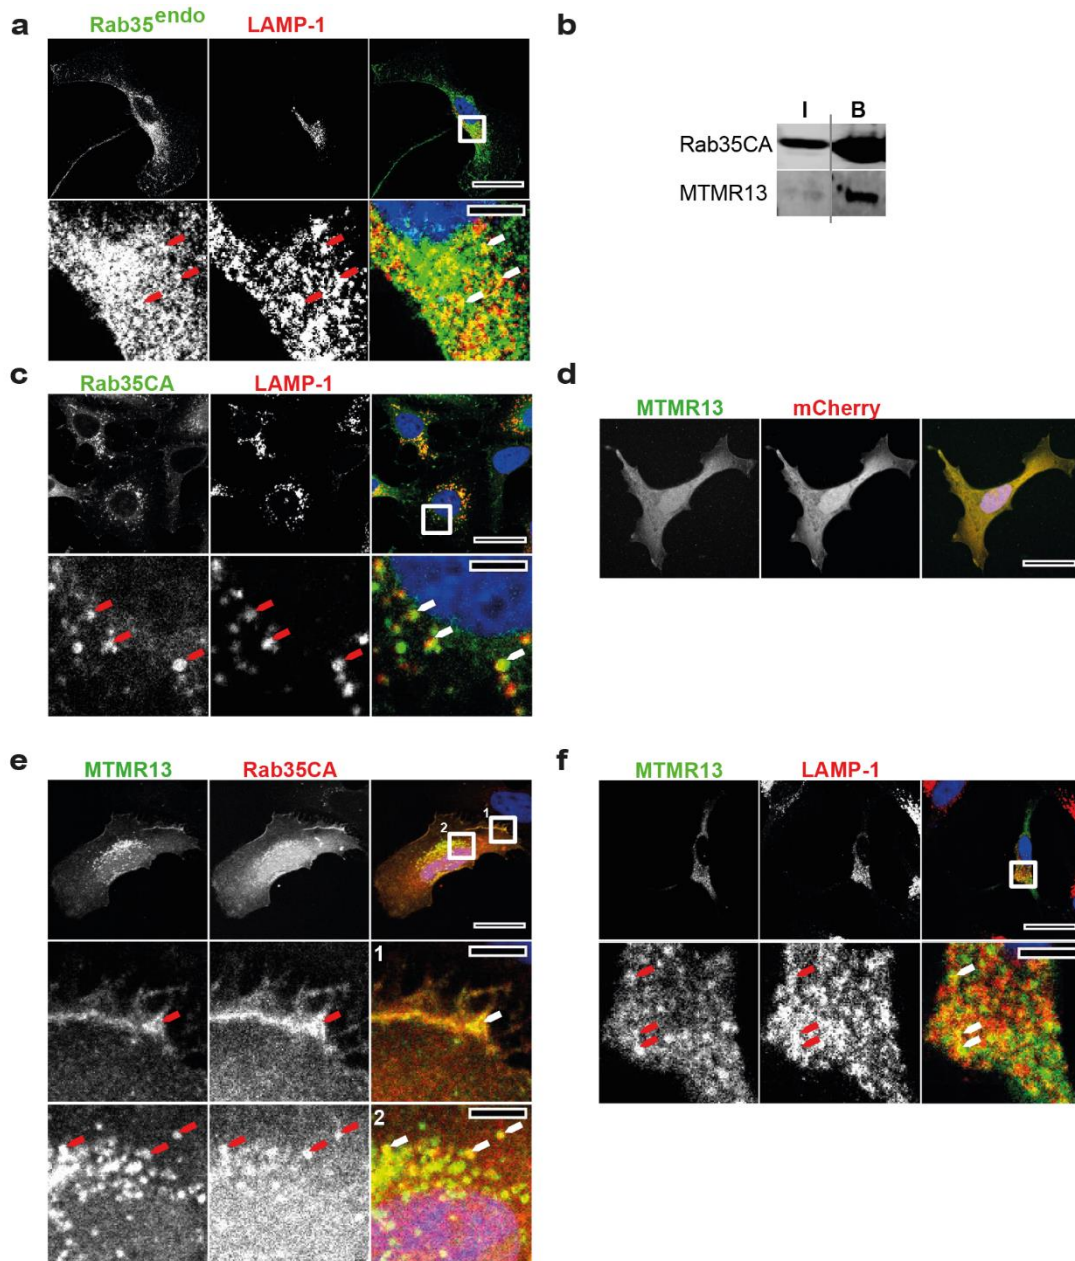 a
Rab35endo LAMP-1
b
I B
Rab35CA
MTMR13
c
Rab35CA LAMP-1
d
MTMR13 mCherry
e
MTMR13 Rab35CA
1
2
1
2
f
MTMR13 LAMP-1